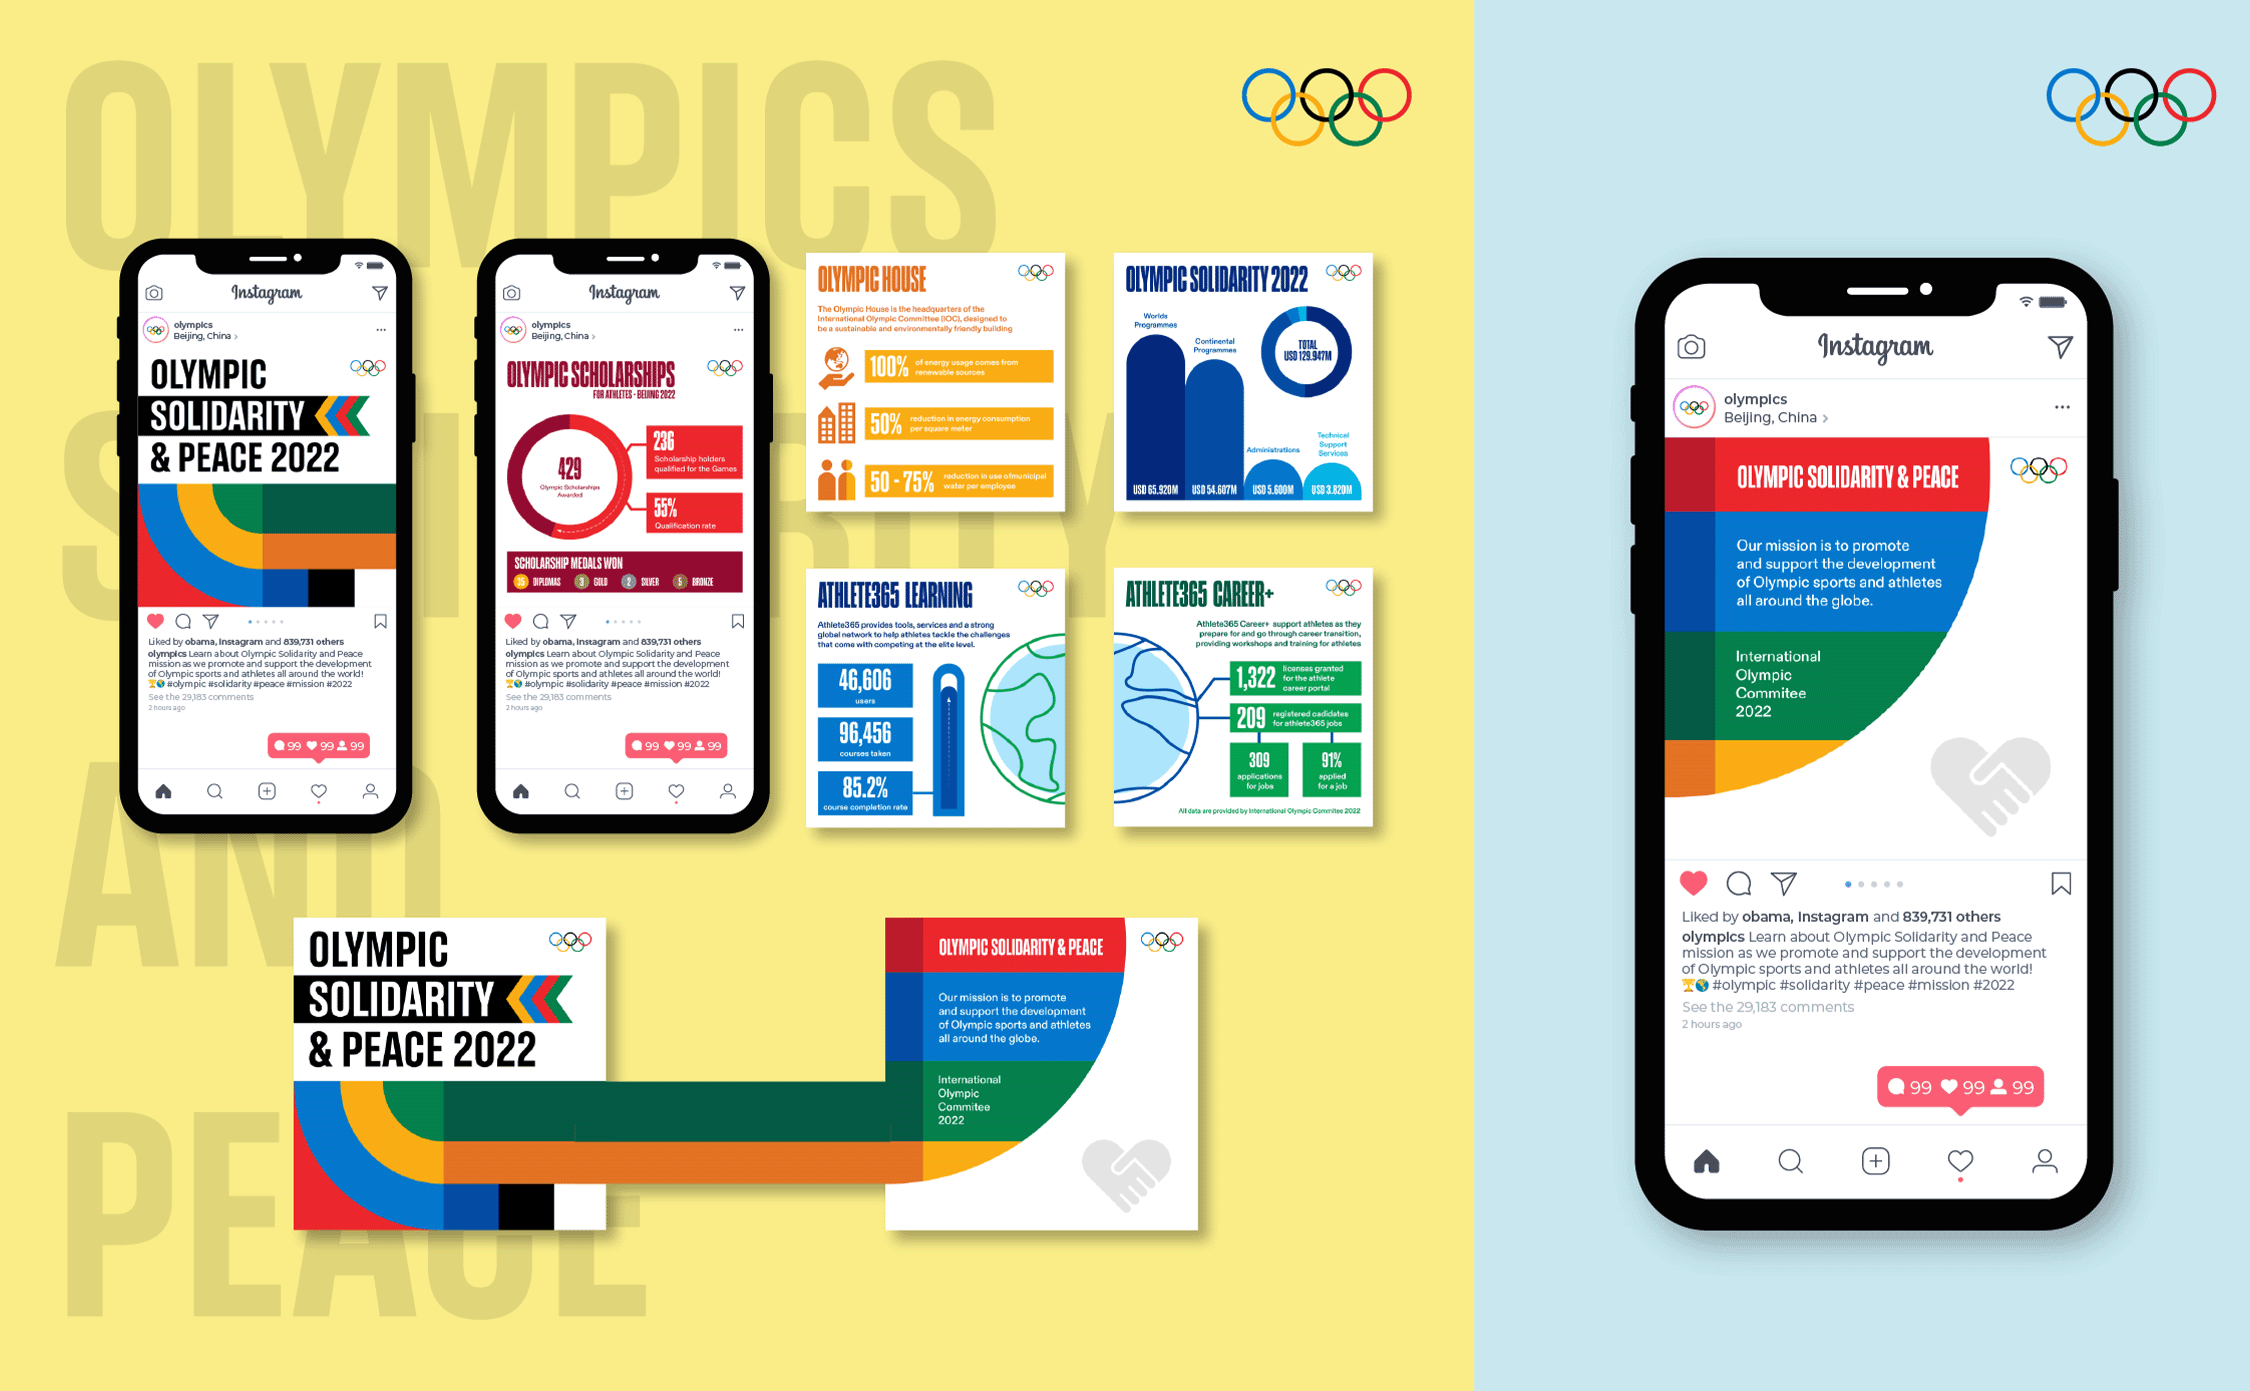 OLYMPICS
SOLIDARITY
AND
PEACE
Instagram
olympics
Beijing, China >
OLYMPIC
SOLIDARITY
& PEACE 2022
Liked by obama, Instagram and 839,731 others
olympics Learn about Olympic Solidarity and Peace
mission as we promote and support the development
of Olympic sports and athletes all around the world!
🏆🌎 #olympic #solidarity #peace #mission #2022
See the 29,183 comments
2 hours ago
99 99 99
Instagram
olympics
Beijing, China >
OLYMPIC SCHOLARSHIPS
FOR ATHLETES - BEIJING 2022
429
Olympic Scholarships
Awarded
236
Scholarship holders
qualified for the Games
55%
Qualification rate
SCHOLARSHIP MEDALS WON
15 DIPLOMAS 3 GOLD 2 SILVER 5 BRONZE
Liked by obama, Instagram and 839,731 others
olympics Learn about Olympic Solidarity and Peace
mission as we promote and support the development
of Olympic sports and athletes all around the world!
🏆🌎 #olympic #solidarity #peace #mission #2022
See the 29,183 comments
2 hours ago
99 99 99
OLYMPIC HOUSE
The Olympic House is the headquarters of the
International Olympic Committee (IOC), designed to
be a sustainable and environmentally friendly building
100% of energy usage comes from
renewable sources
50% reduction in energy consumption
per square meter
50 - 75% reduction in use ofmunicipal
water per employee
OLYMPIC SOLIDARITY 2022
Worlds
Programmes
Continental
Programmes
TOTAL
USD 129.947M
Administrations
Technical
Support
Services
USD 65.920M USD 54.607M USD 5.600M USD 3.820M
ATHLETE365 LEARNING
Athlete365 provides tools, services and a strong
global network to help athletes tackle the challenges
that come with competing at the elite level.
46,606
users
96,456
courses taken
85.2%
course completion rate
ATHLETE365 CAREER+
Athlete365 Career+ support athletes as they
prepare for and go through career transition,
providing workshops and training for athletes
1,322 licenses granted
for the athlete
career portal
209 registered cadidates
for athlete365 jobs
309
applications
for jobs
91%
applied
for a job
All data are provided by International Olympic Commitee 2022
OLYMPIC
SOLIDARITY
& PEACE 2022
OLYMPIC SOLIDARITY & PEACE
Our mission is to promote
and support the development
of Olympic sports and athletes
all around the globe.
International
Olympic
Commitee
2022
Instagram
olympics
Beijing, China >
OLYMPIC SOLIDARITY & PEACE
Our mission is to promote
and support the development
of Olympic sports and athletes
all around the globe.
International
Olympic
Commitee
2022
Liked by obama, Instagram and 839,731 others
olympics Learn about Olympic Solidarity and Peace
mission as we promote and support the development
of Olympic sports and athletes all around the world!
🏆🌎 #olympic #solidarity #peace #mission #2022
See the 29,183 comments
2 hours ago
99 99 99